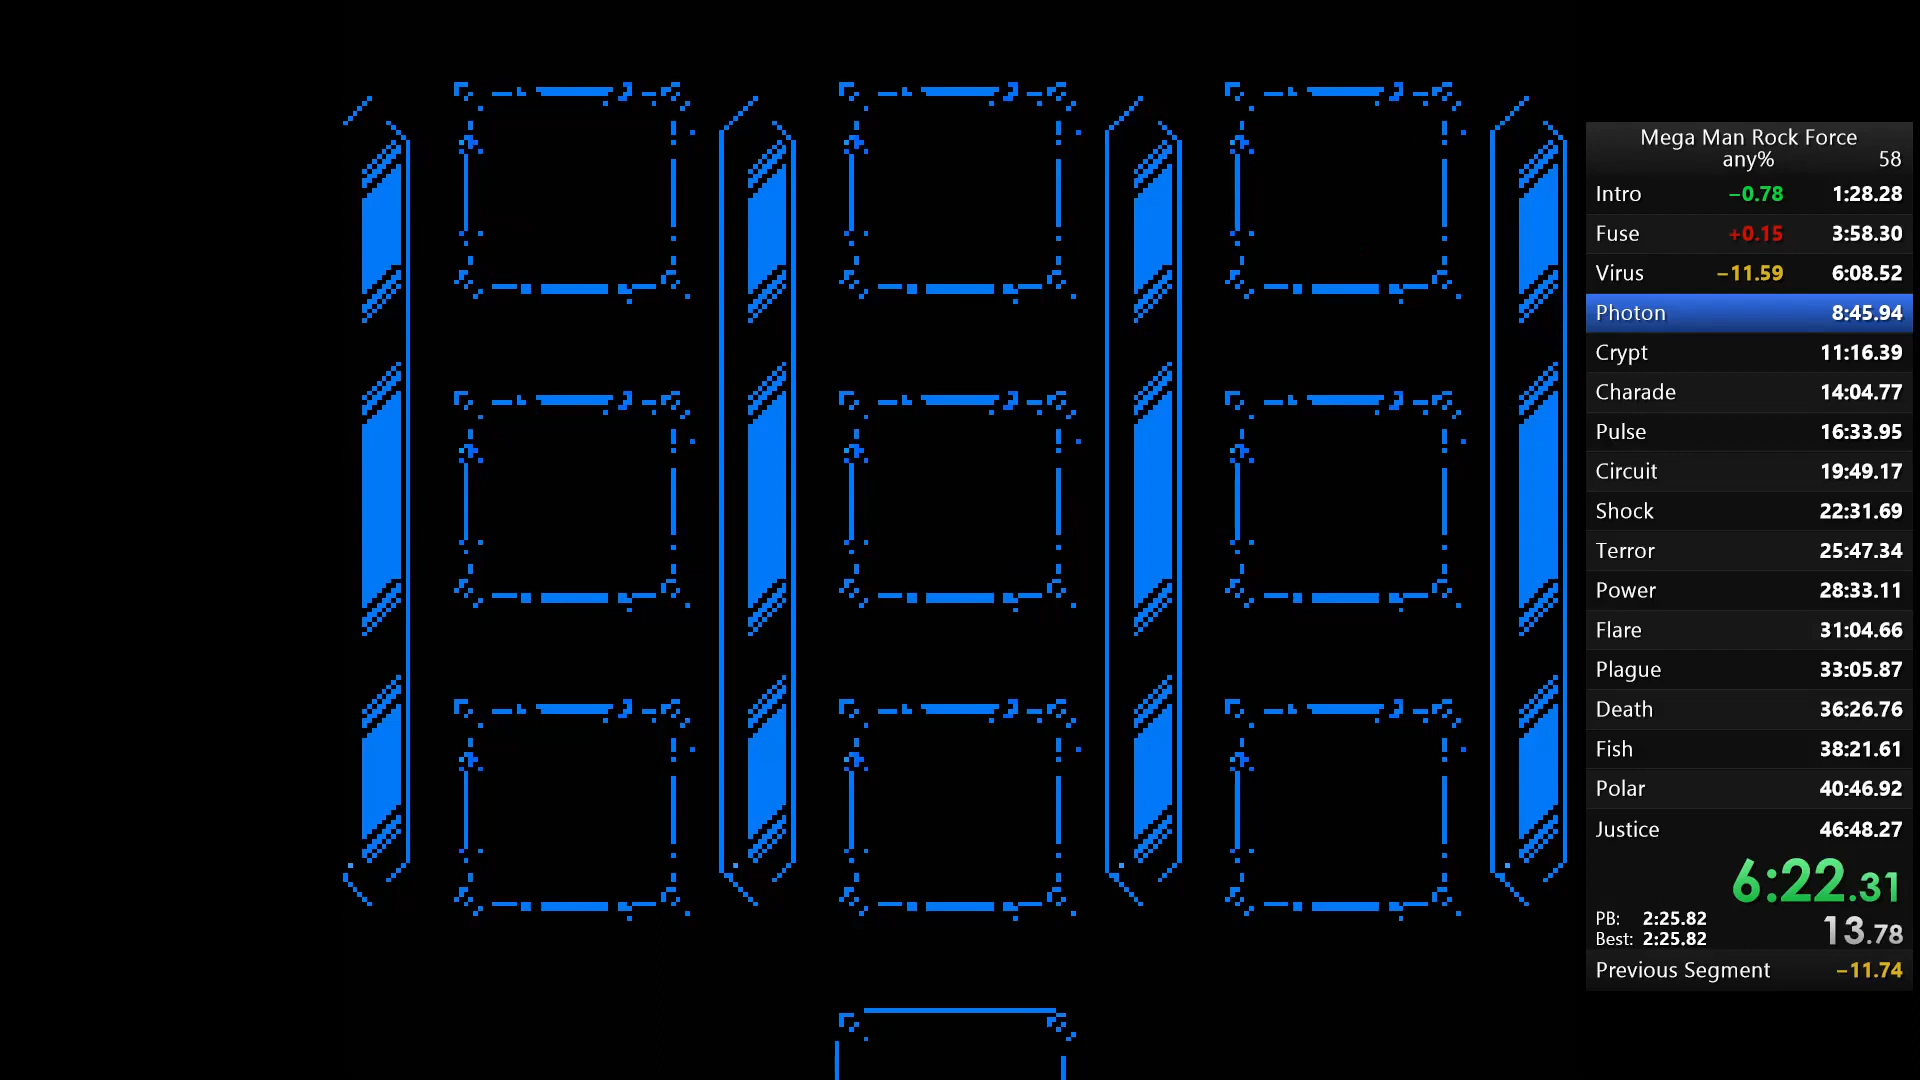 Mega Man Rock Force
any% 58
Intro −0.78 1:28.28
Fuse +0.15 3:58.30
Virus −11.59 6:08.52
Photon 8:45.94
Crypt 11:16.39
Charade 14:04.77
Pulse 16:33.95
Circuit 19:49.17
Shock 22:31.69
Terror 25:47.34
Power 28:33.11
Flare 31:04.66
Plague 33:05.87
Death 36:26.76
Fish 38:21.61
Polar 40:46.92
Justice 46:48.27
6:22.31
PB: 2:25.82
Best: 2:25.82
13.78
Previous Segment −11.74